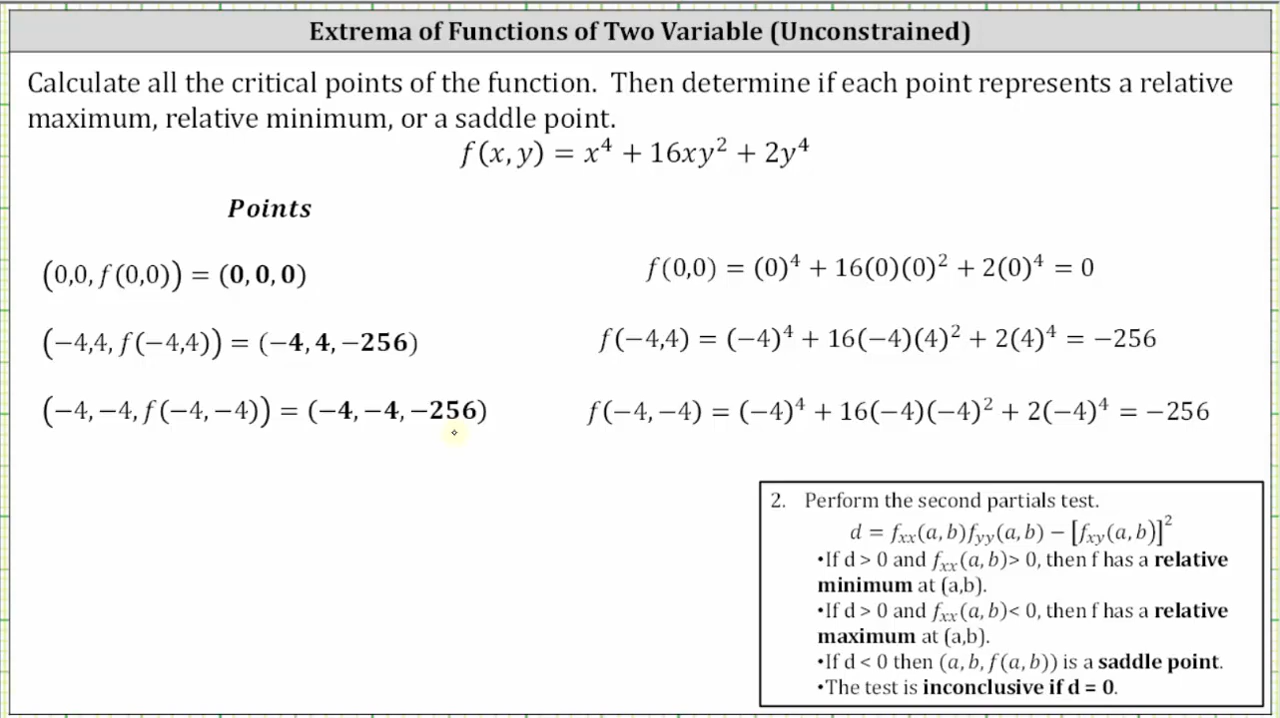 Extrema of Functions of Two Variable (Unconstrained)
Calculate all the critical points of the function. Then determine if each point represents a relative
maximum, relative minimum, or a saddle point.
f(x, y) = x⁴ + 16xy² + 2y⁴
Points
(0,0, f(0,0)) = (0, 0, 0)
f(0,0) = (0)⁴ + 16(0)(0)² + 2(0)⁴ = 0
(−4,4, f(−4,4)) = (−4, 4, −256)
f(−4,4) = (−4)⁴ + 16(−4)(4)² + 2(4)⁴ = −256
(−4, −4, f(−4, −4)) = (−4, −4, −256)
f(−4, −4) = (−4)⁴ + 16(−4)(−4)² + 2(−4)⁴ = −256
2. Perform the second partials test.
d = fₓₓ(a, b)f_yy(a, b) − [f_xy(a, b)]²
•If d > 0 and fₓₓ(a, b)> 0, then f has a relative
minimum at (a,b).
•If d > 0 and fₓₓ(a, b)< 0, then f has a relative
maximum at (a,b).
•If d < 0 then (a, b, f(a, b)) is a saddle point.
•The test is inconclusive if d = 0.